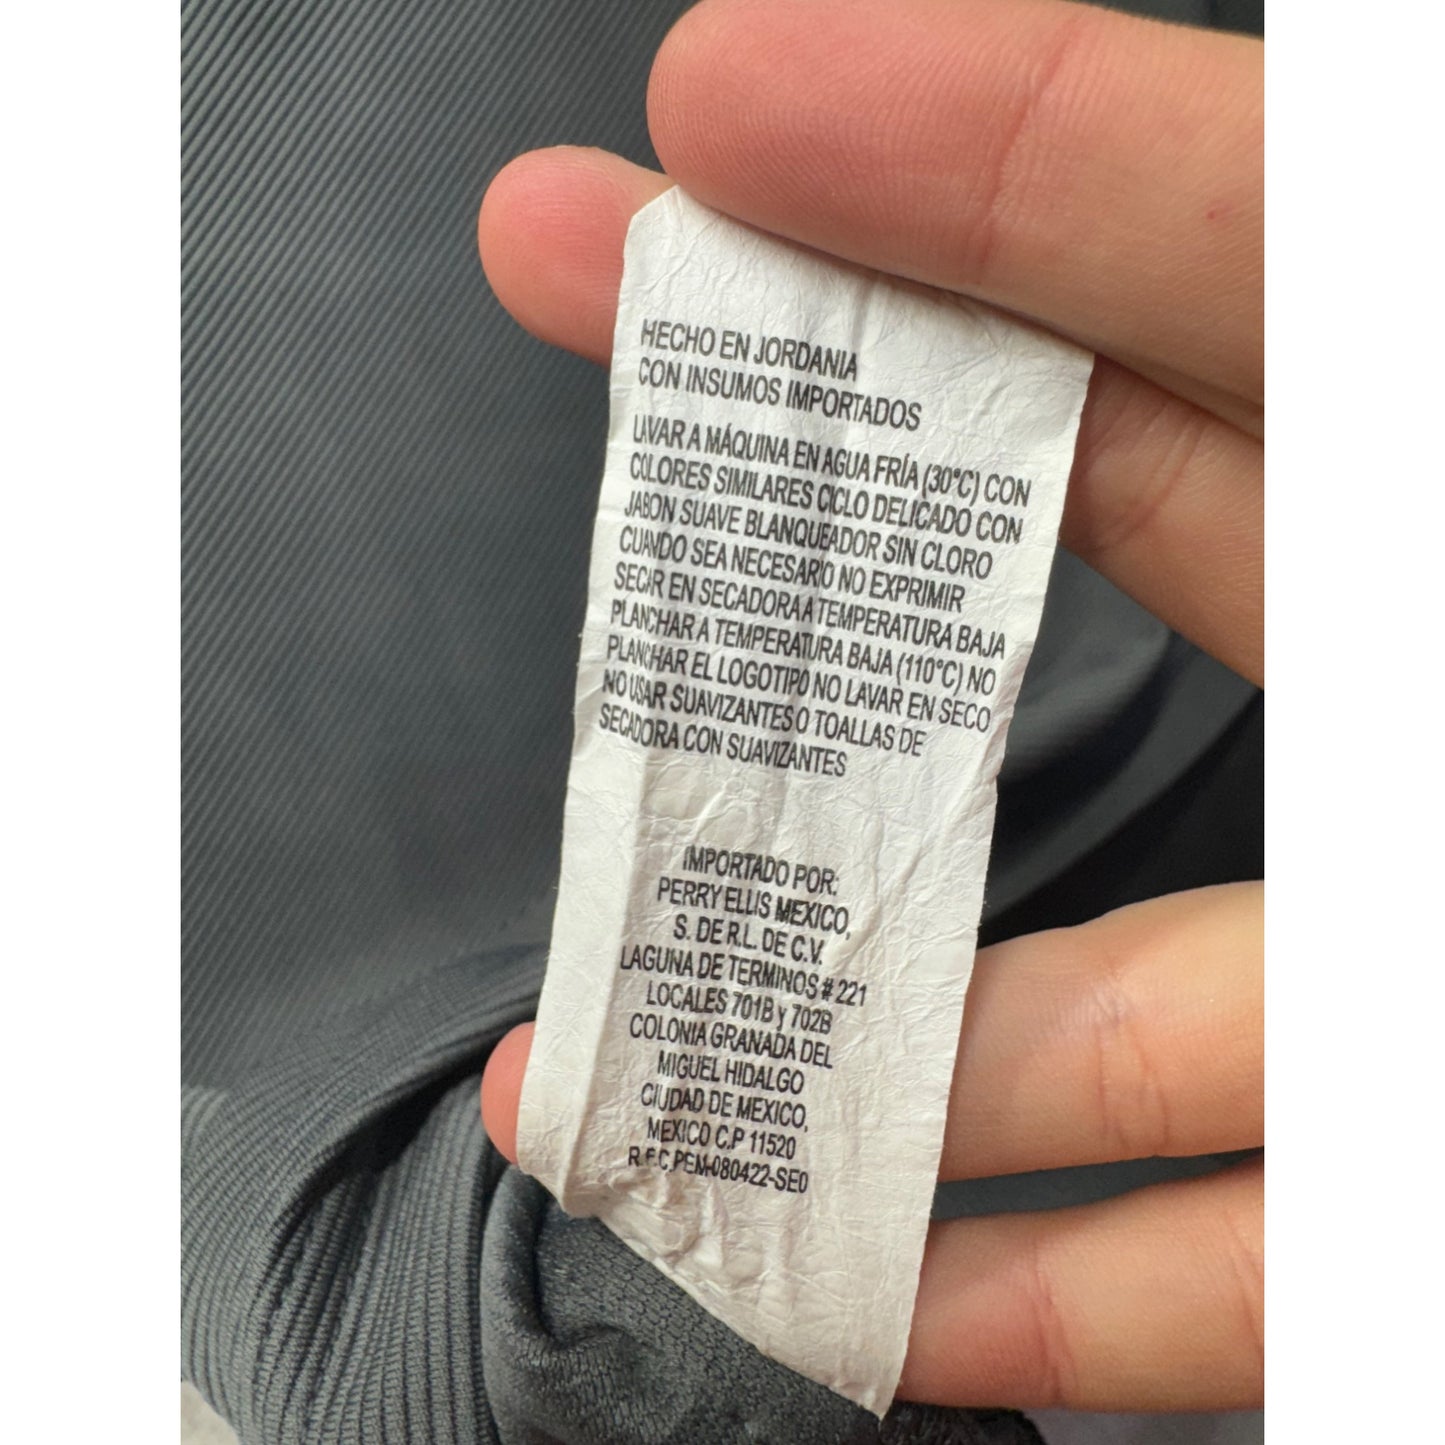 HECHO EN JORDANIA
CON INSUMOS IMPORTADOS
LAVAR A MÁQUINA EN AGUA FRÍA (30°C) CON
COLORES SIMILARES CICLO DELICADO CON
JABON SUAVE BLANQUEADOR SIN CLORO
CUANDO SEA NECESARIO NO EXPRIMIR
SECAR EN SECADORA A TEMPERATURA BAJA
PLANCHAR A TEMPERATURA BAJA (110°C) NO
PLANCHAR EL LOGOTIPO NO LAVAR EN SECO
NO USAR SUAVIZANTES O TOALLAS DE
SECADORA CON SUAVIZANTES
IMPORTADO POR:
PERRY ELLIS MEXICO,
S. DE R.L. DE C.V.
LAGUNA DE TERMINOS # 221
LOCALES 701B y 702B
COLONIA GRANADA DEL
MIGUEL HIDALGO
CIUDAD DE MEXICO,
MEXICO C.P 11520
R.F.C.PEM-080422-SE0